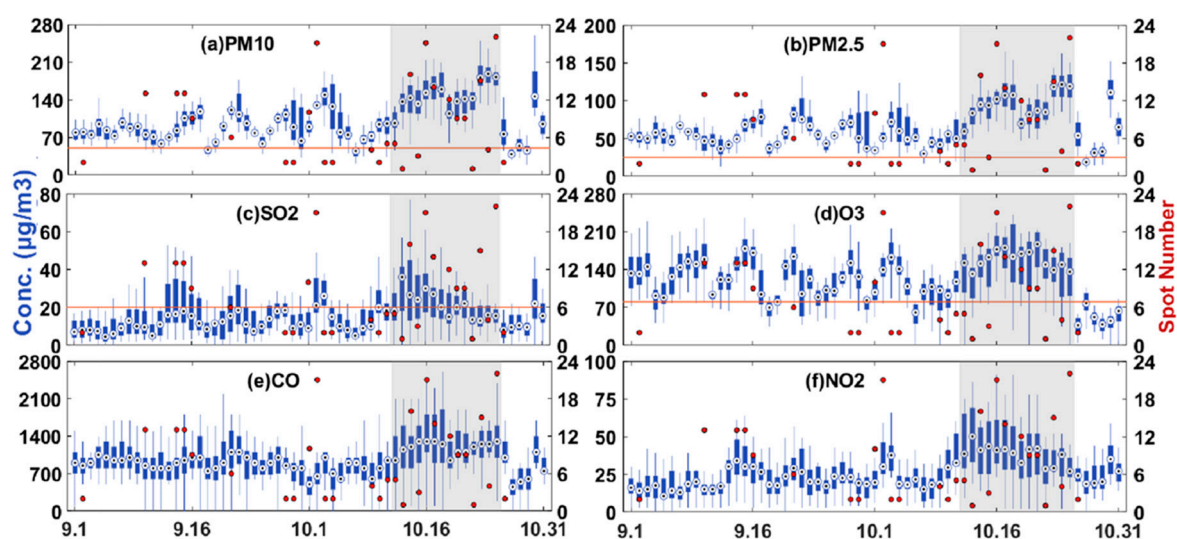 280 24 200 24
(a)PM10 (b)PM2.5
210 18 150 18
140 12 100 12
70 6 50 6
0 0 0 0
80 24 280 24
(c)SO2 (d)O3
60 18 210 18
40 12 140 12
20 6 70 6
0 0 0 0
2800 24 100 24
(e)CO (f)NO2
2100 18 75 18
1400 12 50 12
700 6 25 6
0 0 0 0
9.1 9.16 10.1 10.16 10.31 9.1 9.16 10.1 10.16 10.31
Conc. (µg/m3)
Spot Number